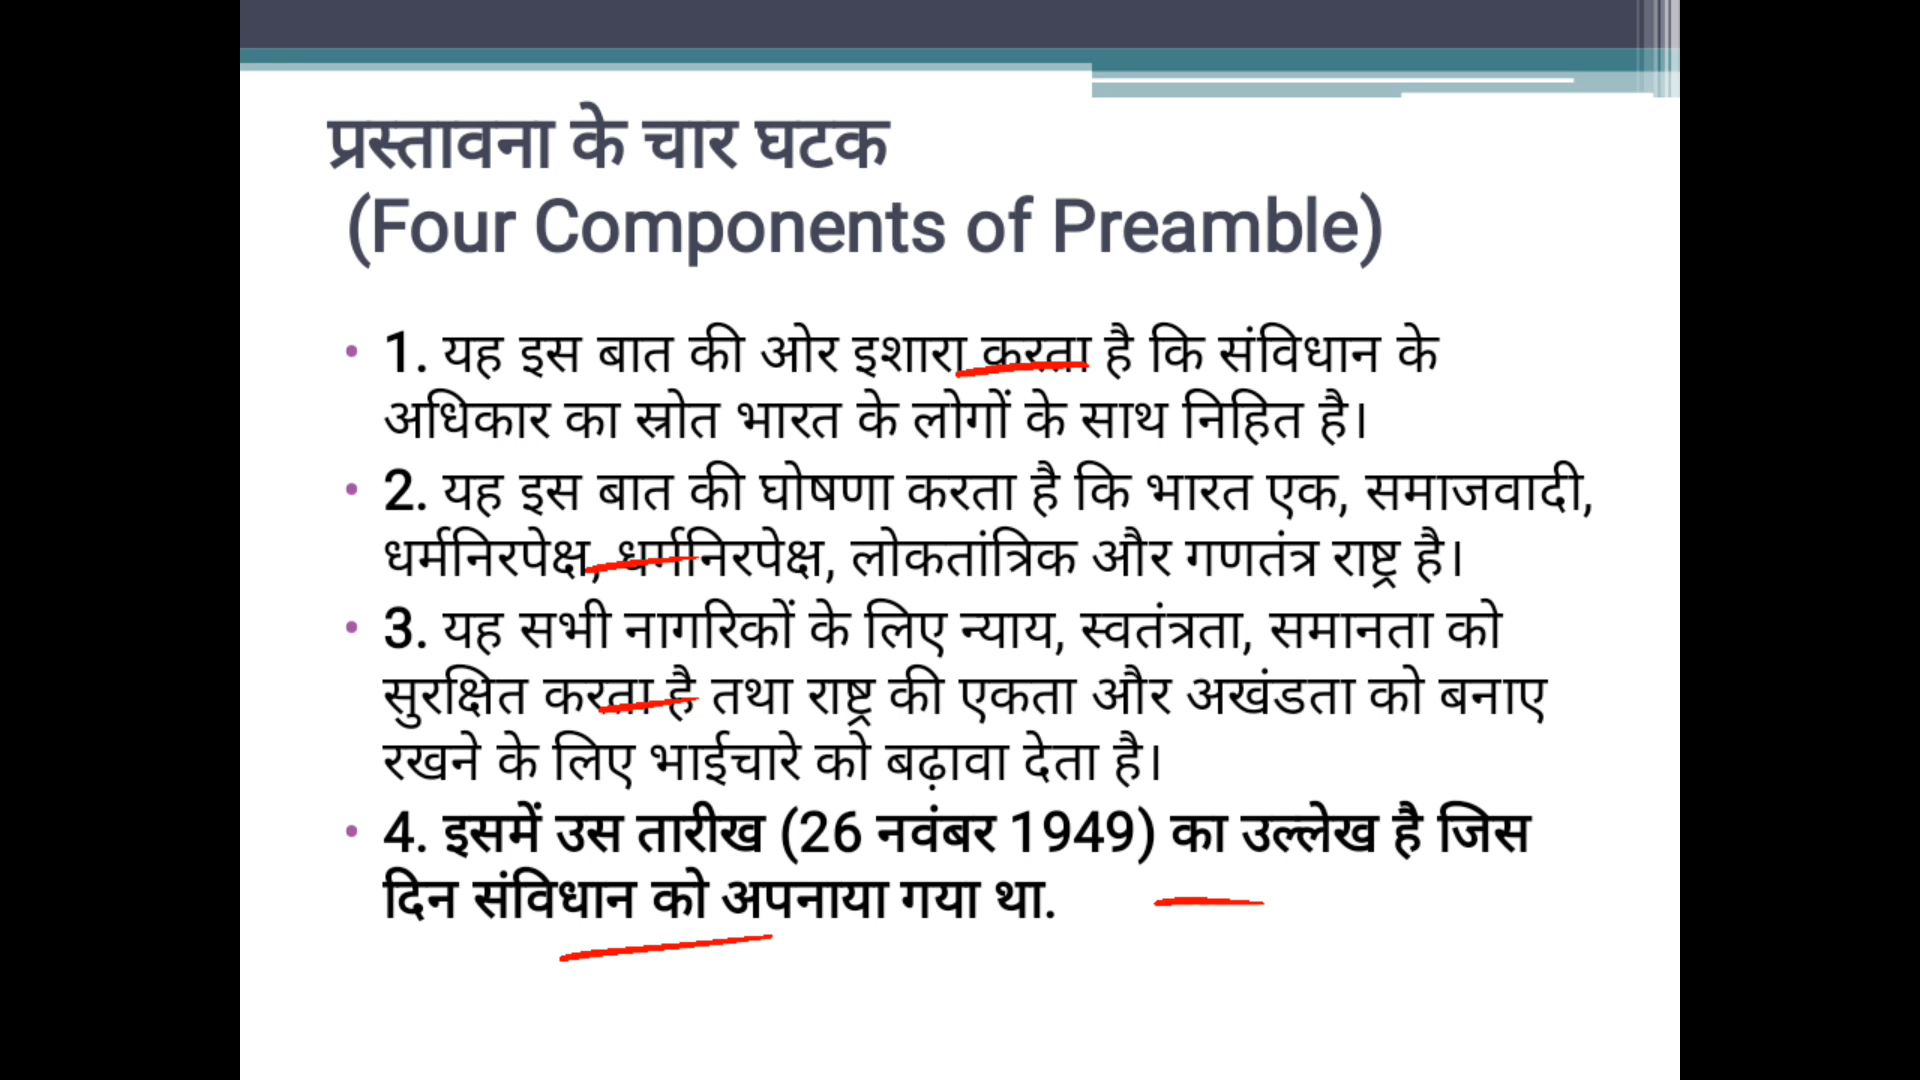 प्रस्तावना के चार घटक
(Four Components of Preamble)
• 1. यह इस बात की ओर इशारा करता है कि संविधान के
अधिकार का स्रोत भारत के लोगों के साथ निहित है।
• 2. यह इस बात की घोषणा करता है कि भारत एक, समाजवादी,
धर्मनिरपेक्ष, धर्मनिरपेक्ष, लोकतांत्रिक और गणतंत्र राष्ट्र है।
• 3. यह सभी नागरिकों के लिए न्याय, स्वतंत्रता, समानता को
सुरक्षित करता है तथा राष्ट्र की एकता और अखंडता को बनाए
रखने के लिए भाईचारे को बढ़ावा देता है।
• 4. इसमें उस तारीख (26 नवंबर 1949) का उल्लेख है जिस
दिन संविधान को अपनाया गया था.